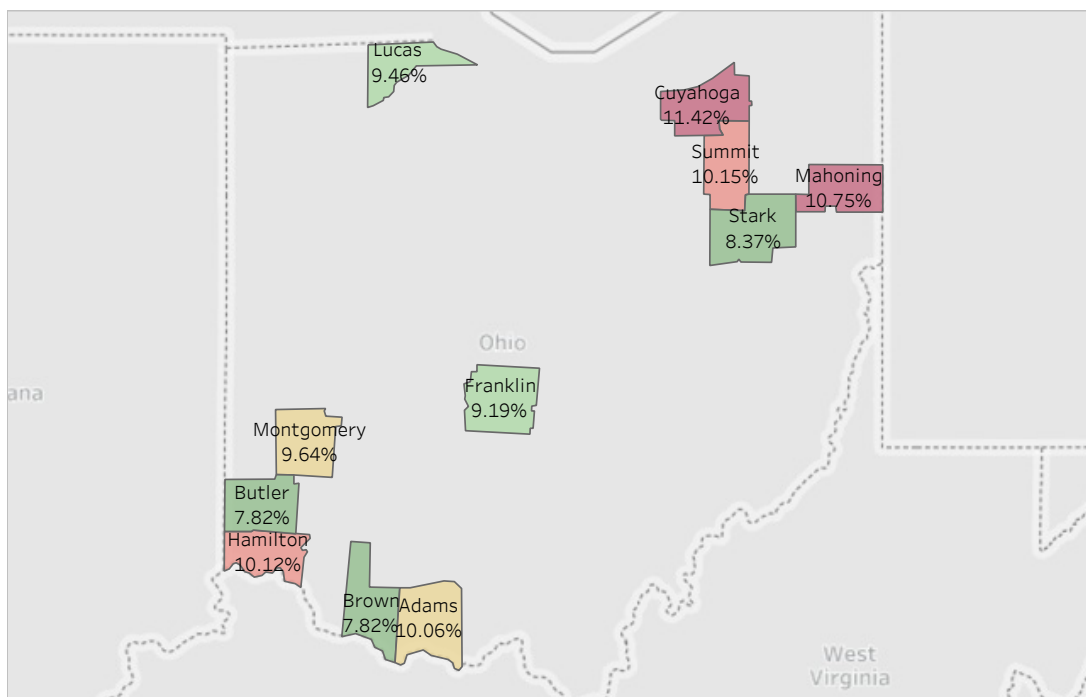 Lucas
9.46%
Cuyahoga
11.42%
Summit
10.15%
Mahoning
10.75%
Stark
8.37%
Ohio
ana
Franklin
9.19%
Montgomery
9.64%
Butler
7.82%
Hamilton
10.12%
Brown
7.82%
Adams
10.06%
West
Virginia